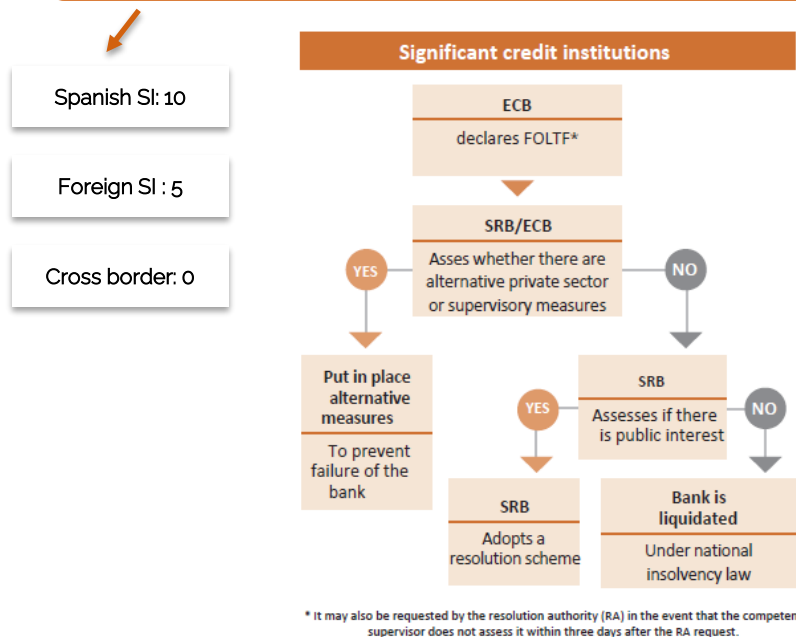 Spanish SI: 10
Foreign SI : 5
Cross border: 0
Significant credit institutions
ECB
declares FOLTF*
SRB/ECB
Asses whether there are
alternative private sector
or supervisory measures
YES
NO
Put in place
alternative
measures
To prevent
failure of the
bank
SRB
Assesses if there
is public interest
YES
NO
SRB
Adopts a
resolution scheme
Bank is
liquidated
Under national
insolvency law
* It may also be requested by the resolution authority (RA) in the event that the
supervisor does not assess it within three days after the RA request.